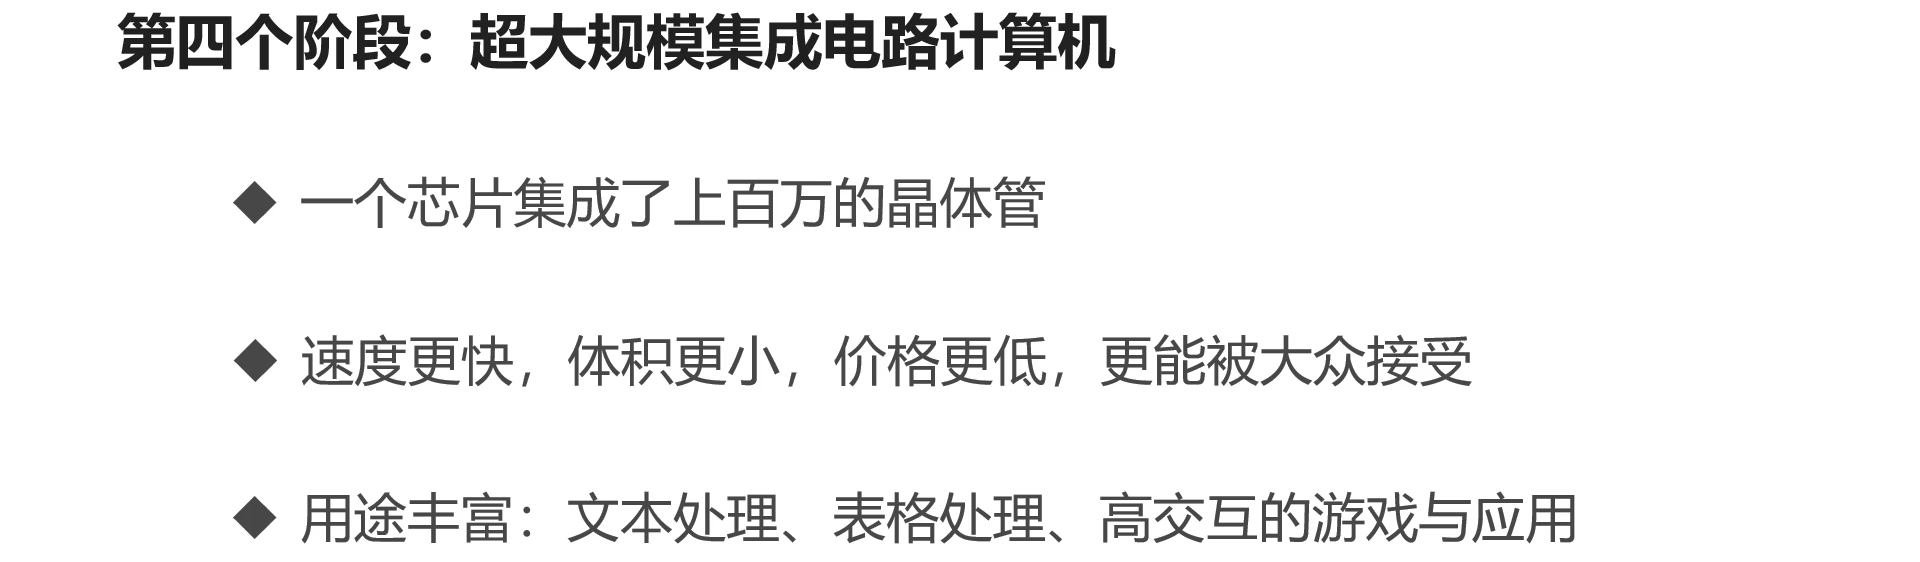 第四个阶段：超大规模集成电路计算机
◆ 一个芯片集成了上百万的晶体管
◆ 速度更快，体积更小，价格更低，更能被大众接受
◆ 用途丰富：文本处理、表格处理、高交互的游戏与应用